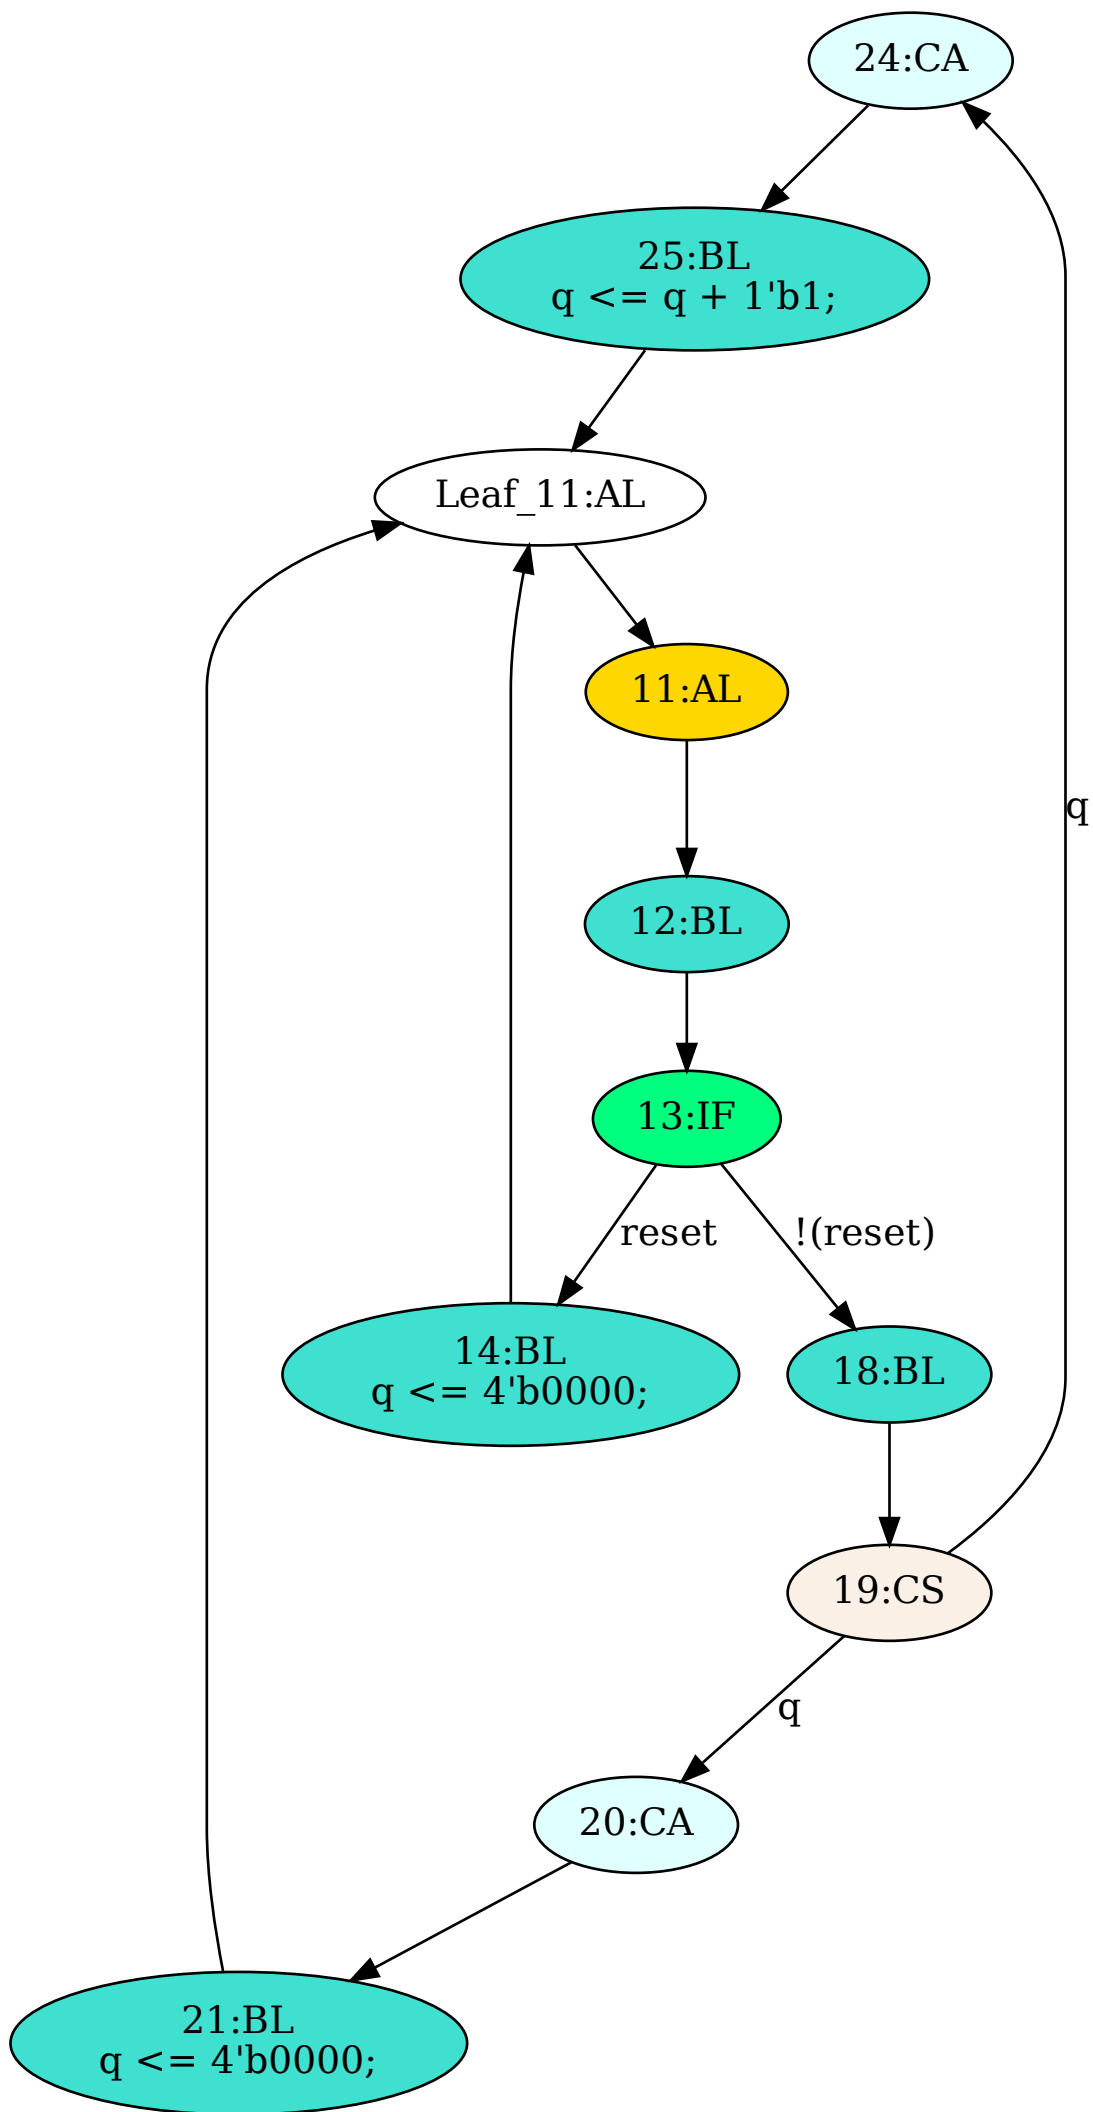 24:CA
25:BL
q <= q + 1'b1;
Leaf_11:AL
11:AL
q
12:BL
13:IF
reset
!(reset)
14:BL
q <= 4'b0000;
18:BL
19:CS
q
20:CA
21:BL
q <= 4'b0000;